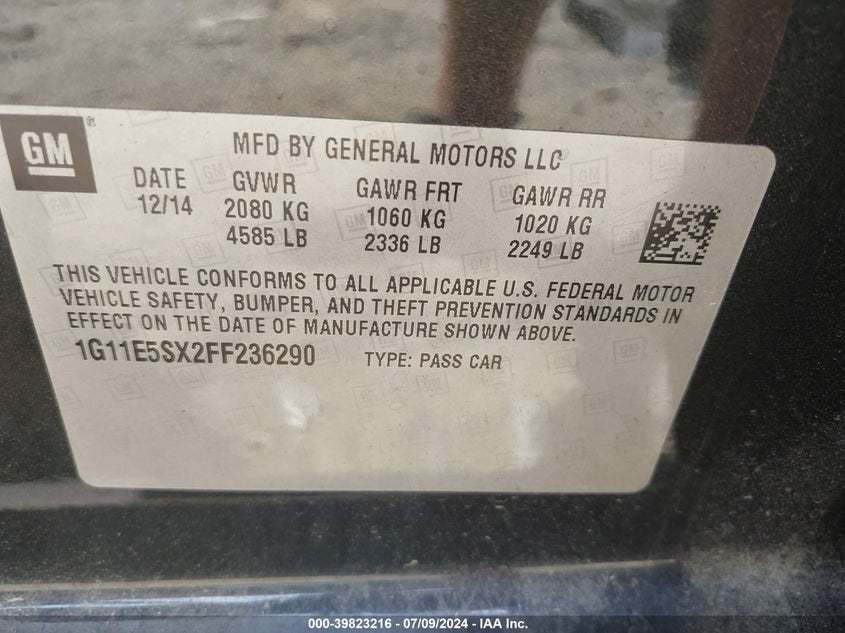 GM
MFD BY GENERAL MOTORS LLC
DATE GVWR GAWR FRT GAWR RR
12/14 2080 KG 1060 KG 1020 KG
4585 LB 2336 LB 2249 LB
THIS VEHICLE CONFORMS TO ALL APPLICABLE U.S. FEDERAL MOTOR
VEHICLE SAFETY, BUMPER, AND THEFT PREVENTION STANDARDS IN
EFFECT ON THE DATE OF MANUFACTURE SHOWN ABOVE.
1G11E5SX2FF236290 TYPE: PASS CAR
000-39823216 - 07/09/2024 - IAA Inc.